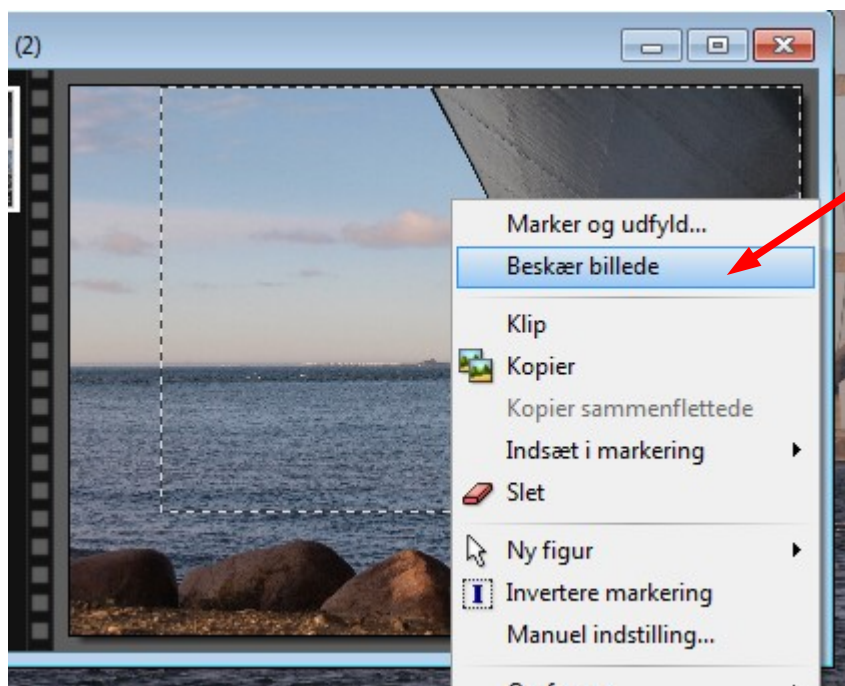 (2)
Marker og udfyld...
Beskær billede
Klip
Kopier
Kopier sammenflettede
Indsæt i markering
Slet
Ny figur
Invertere markering
Manuel indstilling...